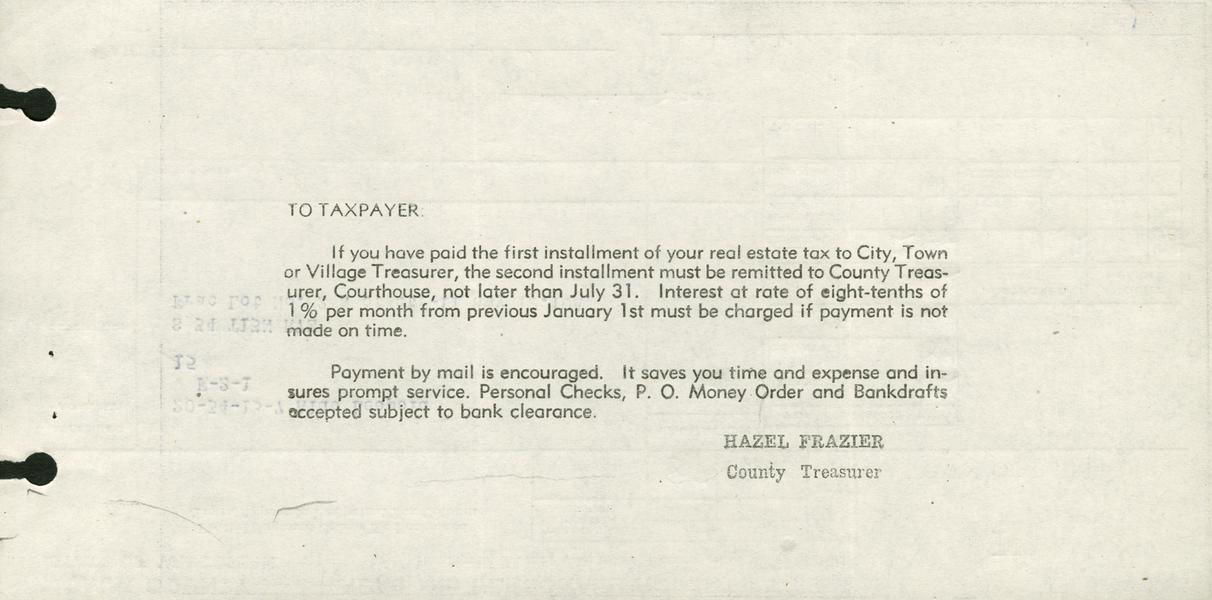 TO TAXPAYER:
If you have paid the first installment of your real estate tax to City, Town
or Village Treasurer, the second installment must be remitted to County Treas-
urer, Courthouse, not later than July 31. Interest at rate of eight-tenths of
1% per month from previous January 1st must be charged if payment is not
made on time.
Payment by mail is encouraged. It saves you time and expense and in-
sures prompt service. Personal Checks, P. O. Money Order and Bankdrafts
accepted subject to bank clearance.
HAZEL FRAZIER
County Treasurer